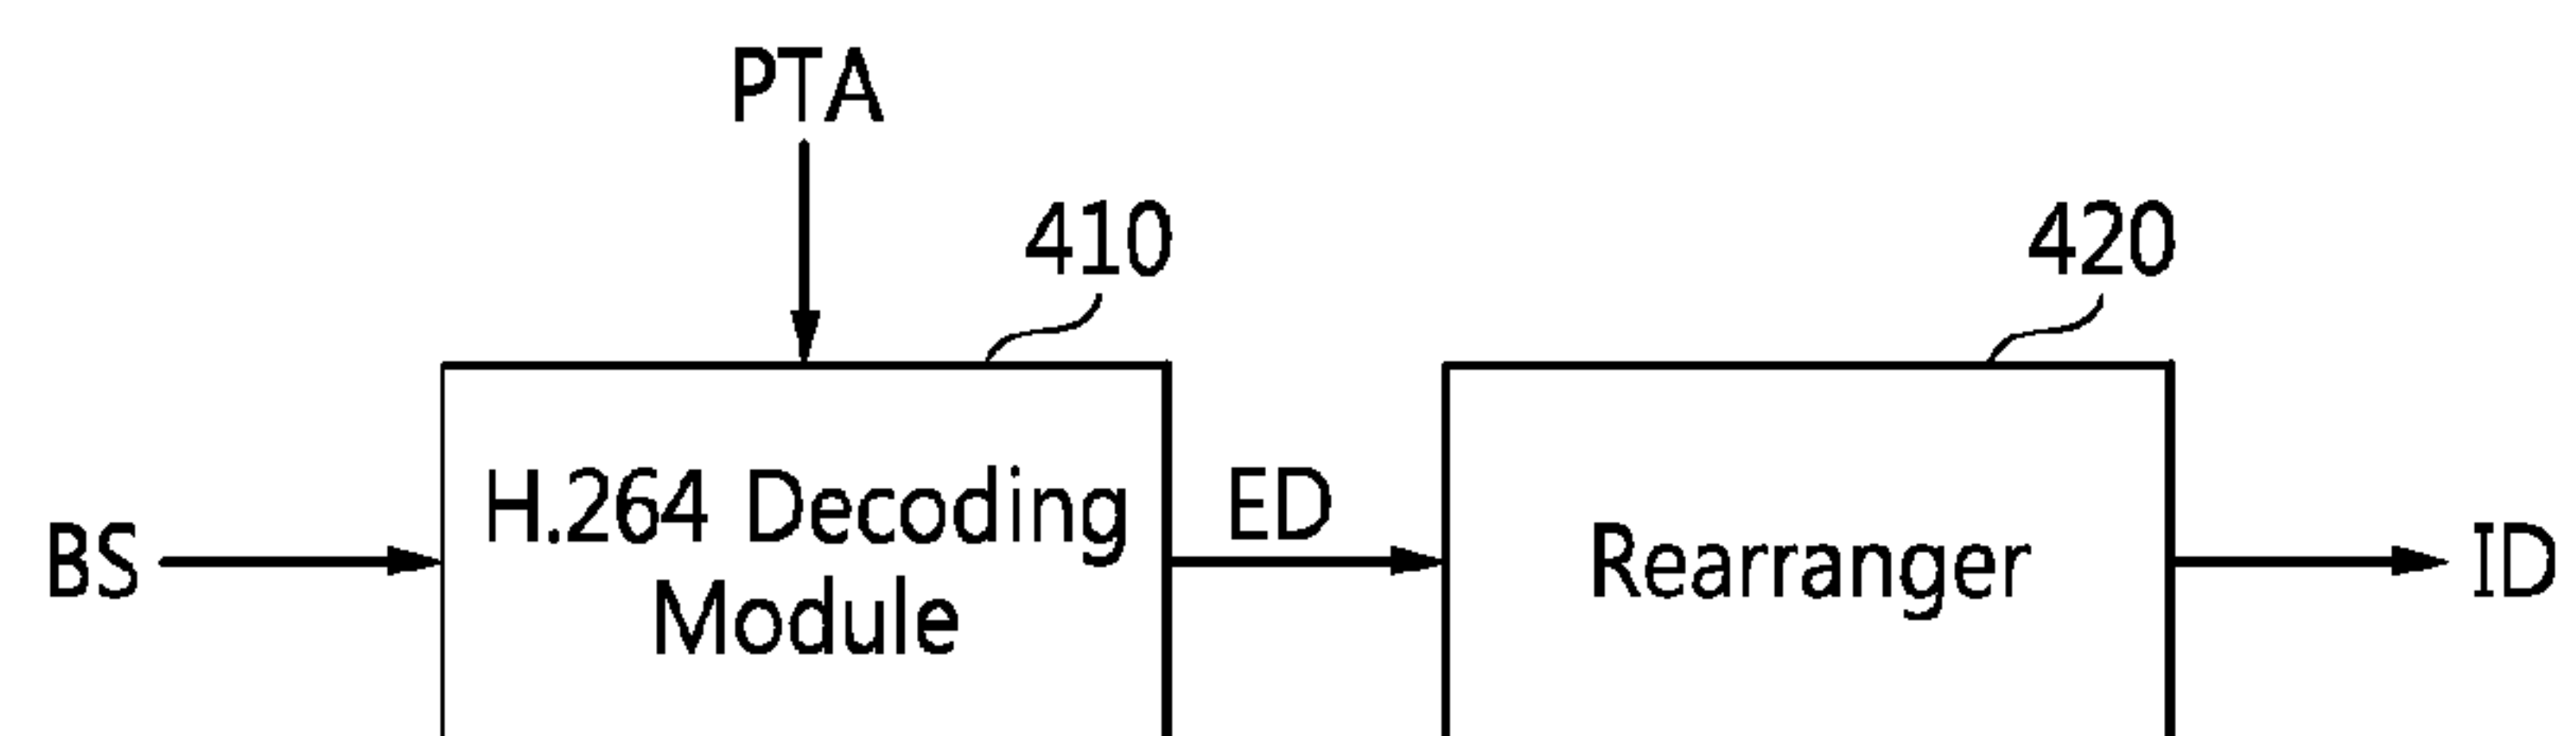 PTA
410
420
H.264 Decoding
Module
BS
ED
Rearranger
ID